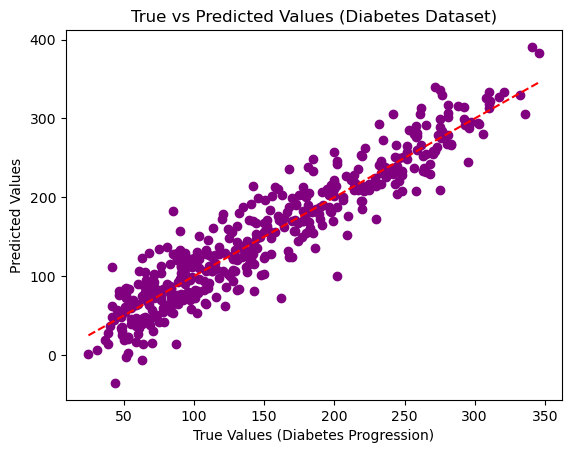 True vs Predicted Values (Diabetes Dataset)
Predicted Values
400
300
200
100
0
50 100 150 200 250 300 350
True Values (Diabetes Progression)